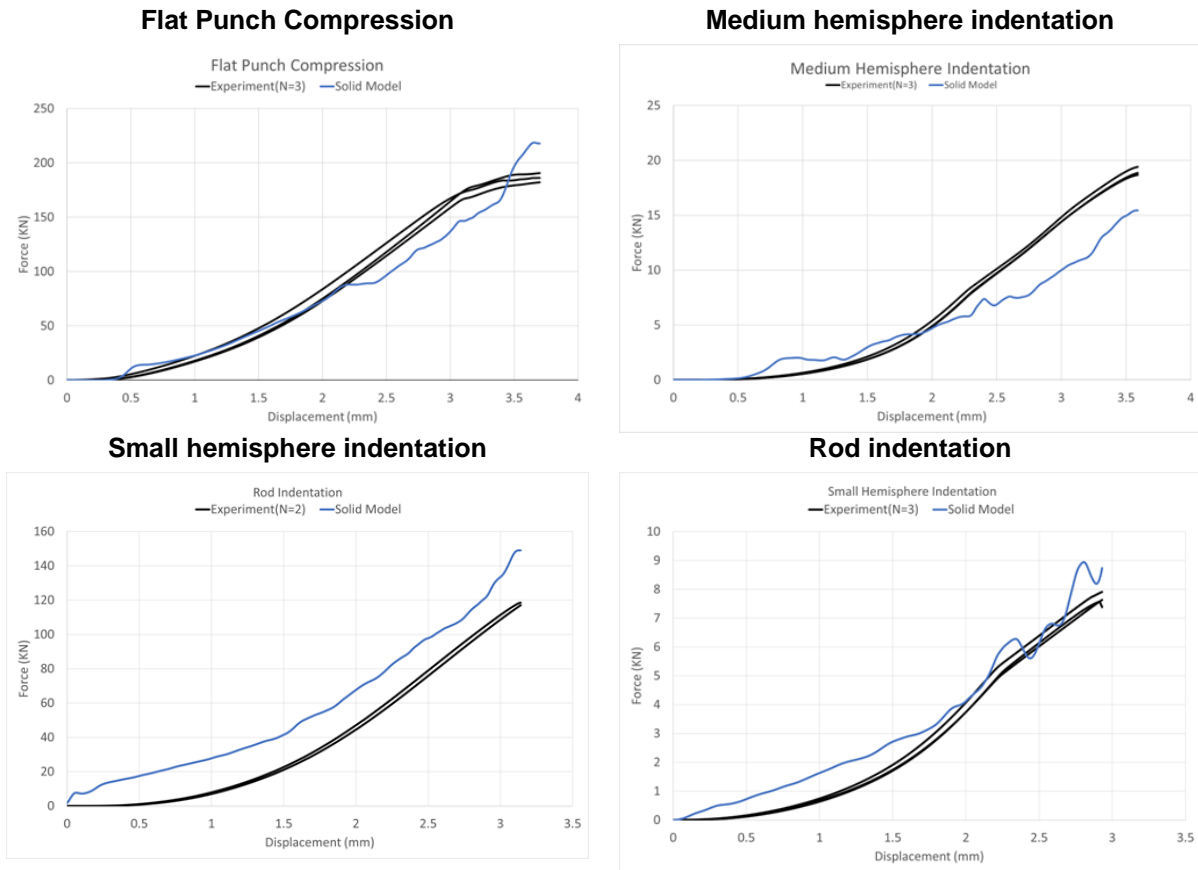 Flat Punch Compression
Flat Punch Compression
Experiment(N=3) Solid Model
250
200
150
100
50
0
Force (KN)
0 0.5 1 1.5 2 2.5 3 3.5 4
Displacement (mm)
Medium hemisphere indentation
Medium Hemisphere Indentation
Experiment(N=3) Solid Model
25
20
15
10
5
0
Force (KN)
0 0.5 1 1.5 2 2.5 3 3.5 4
Displacement (mm)
Small hemisphere indentation
Rod Indentation
Experiment(N=2) Solid Model
160
140
120
100
80
60
40
20
0
Force (KN)
0 0.5 1 1.5 2 2.5 3 3.5
Displacement (mm)
Rod indentation
Small Hemisphere Indentation
Experiment(N=3) Solid Model
10
9
8
7
6
5
4
3
2
1
0
Force (KN)
0 0.5 1 1.5 2 2.5 3 3.5
Displacement (mm)